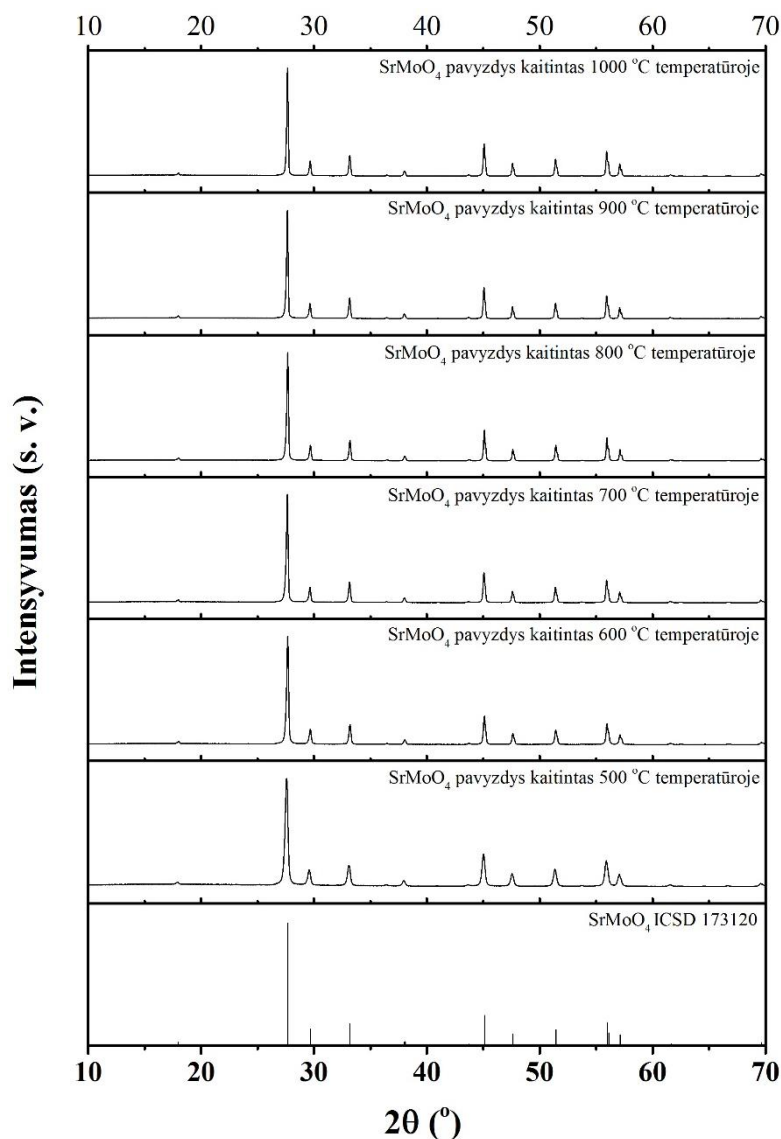 10 20 30 40 50 60 70
SrMoO₄ pavyzdys kaitintas 1000 °C temperatūroje
SrMoO₄ pavyzdys kaitintas 900 °C temperatūroje
SrMoO₄ pavyzdys kaitintas 800 °C temperatūroje
SrMoO₄ pavyzdys kaitintas 700 °C temperatūroje
SrMoO₄ pavyzdys kaitintas 600 °C temperatūroje
SrMoO₄ pavyzdys kaitintas 500 °C temperatūroje
SrMoO₄ ICSD 173120
Intensyvumas (s. v.)
10 20 30 40 50 60 70
2θ (°)